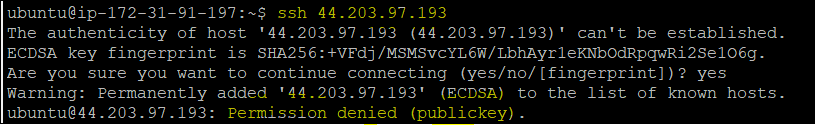 ubuntu@ip-172-31-91-197:~$ ssh 44.203.97.193
The authenticity of host '44.203.97.193 (44.203.97.193)' can't be established.
ECDSA key fingerprint is SHA256:+VFdj/MSMSvcYL6W/LbhAyr1eKNbOdRpqwRi2Se1O6g.
Are you sure you want to continue connecting (yes/no/[fingerprint])? yes
Warning: Permanently added '44.203.97.193' (ECDSA) to the list of known hosts.
ubuntu@44.203.97.193: Permission denied (publickey).